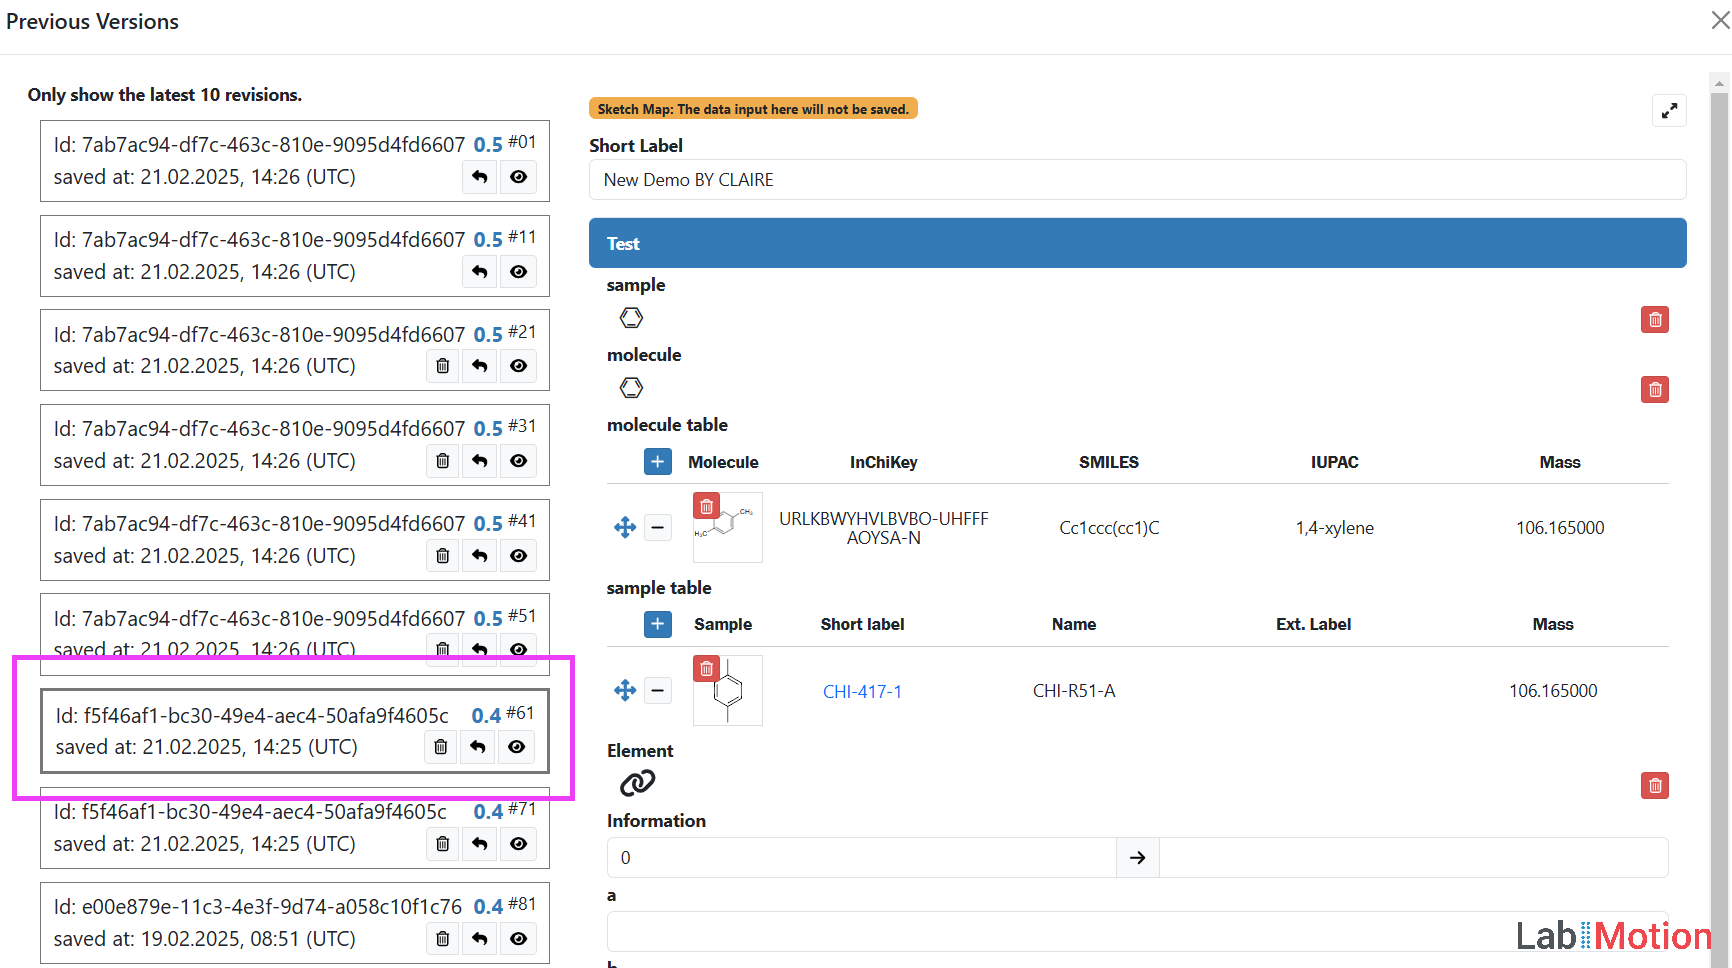 Previous Versions
Only show the latest 10 revisions.
Id: 7ab7ac94-df7c-463c-810e-9095d4fd6607 0.5 #01
saved at: 21.02.2025, 14:26 (UTC)
Id: 7ab7ac94-df7c-463c-810e-9095d4fd6607 0.5 #11
saved at: 21.02.2025, 14:26 (UTC)
Id: 7ab7ac94-df7c-463c-810e-9095d4fd6607 0.5 #21
saved at: 21.02.2025, 14:26 (UTC)
Id: 7ab7ac94-df7c-463c-810e-9095d4fd6607 0.5 #31
saved at: 21.02.2025, 14:26 (UTC)
Id: 7ab7ac94-df7c-463c-810e-9095d4fd6607 0.5 #41
saved at: 21.02.2025, 14:26 (UTC)
Id: 7ab7ac94-df7c-463c-810e-9095d4fd6607 0.5 #51
saved at: 21.02.2025, 14:26 (UTC)
Id: f5f46af1-bc30-49e4-aec4-50afa9f4605c 0.4 #61
saved at: 21.02.2025, 14:25 (UTC)
Id: f5f46af1-bc30-49e4-aec4-50afa9f4605c 0.4 #71
saved at: 21.02.2025, 14:25 (UTC)
Id: e00e879e-11c3-4e3f-9d74-a058c10f1c76 0.4 #81
saved at: 19.02.2025, 08:51 (UTC)
Sketch Map: The data input here will not be saved.
Short Label
New Demo BY CLAIRE
Test
sample
molecule
molecule table
Molecule InChiKey SMILES IUPAC Mass
CH₃
H₃C
URLKBWYHVLBVBO-UHFFF
AOYSA-N
Cc1ccc(cc1)C 1,4-xylene 106.165000
sample table
Sample Short label Name Ext. Label Mass
CHI-417-1 CHI-R51-A 106.165000
Element
Information
0
a
LabIMotion